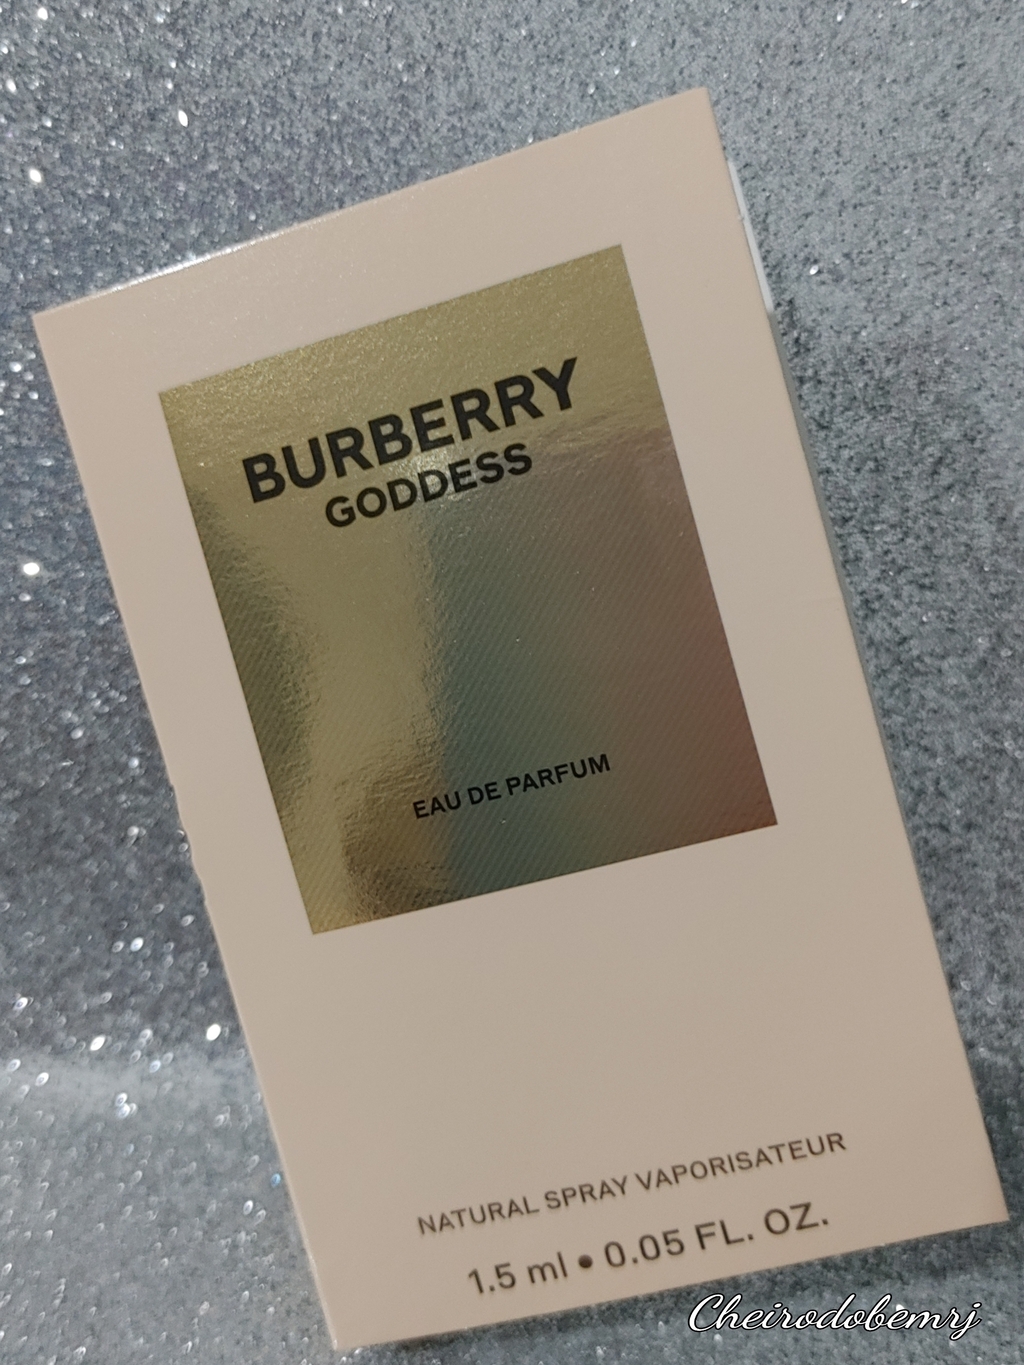 BURBERRY
GODDESS
EAU DE PARFUM
NATURAL SPRAY VAPORISATEUR
1.5 ml • 0.05 FL. OZ.
Cheirodobemrj